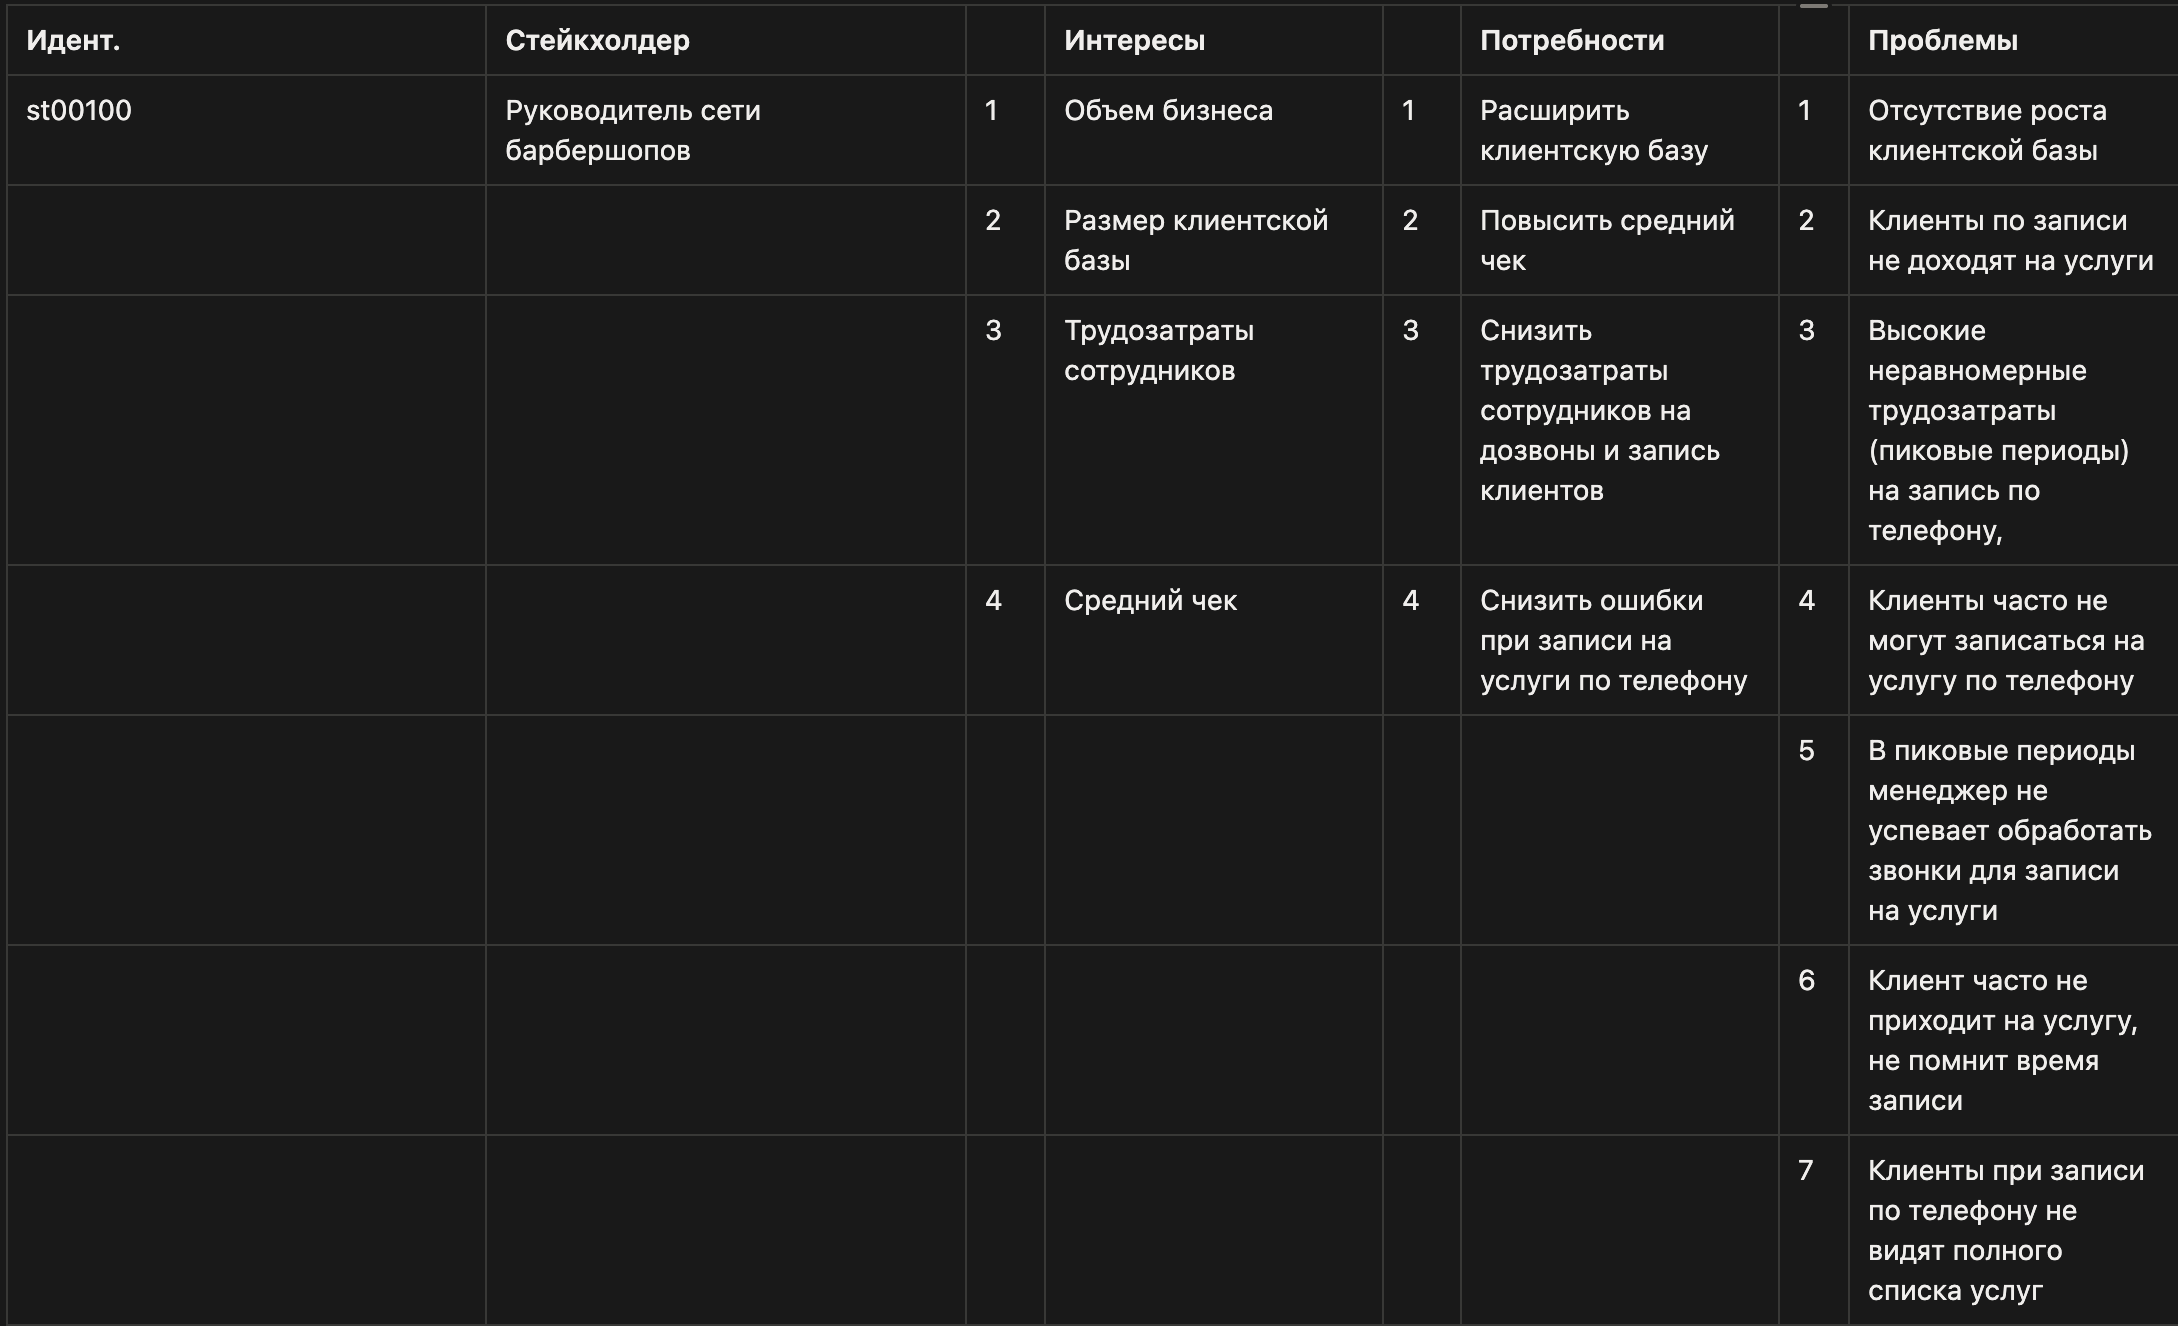 Идент.
Стейкхолдер
Интересы
Потребности
Проблемы
st00100
Руководитель сети
барбершопов
1
Объем бизнеса
1
Расширить
клиентскую базу
1
Отсутствие роста
клиентской базы
2
Размер клиентской
базы
2
Повысить средний
чек
2
Клиенты по записи
не доходят на услуги
3
Трудозатраты
сотрудников
3
Снизить
трудозатраты
сотрудников на
дозвоны и запись
клиентов
3
Высокие
неравномерные
трудозатраты
(пиковые периоды)
на запись по
телефону,
4
Средний чек
4
Снизить ошибки
при записи на
услуги по телефону
4
Клиенты часто не
могут записаться на
услугу по телефону
5
В пиковые периоды
менеджер не
успевает обработать
звонки для записи
на услуги
6
Клиент часто не
приходит на услугу,
не помнит время
записи
7
Клиенты при записи
по телефону не
видят полного
списка услуг